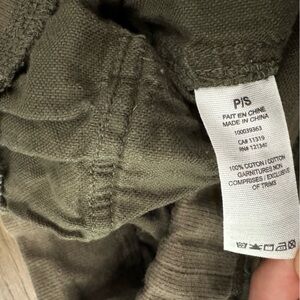 P/S
FAIT EN CHINE
MADE IN CHINA
100039363
CA# 11319
RN# 121340
100% COTON / COTTON
GARNITURES NON
COMPRISES / EXCLUSIVE
OF TRIMS